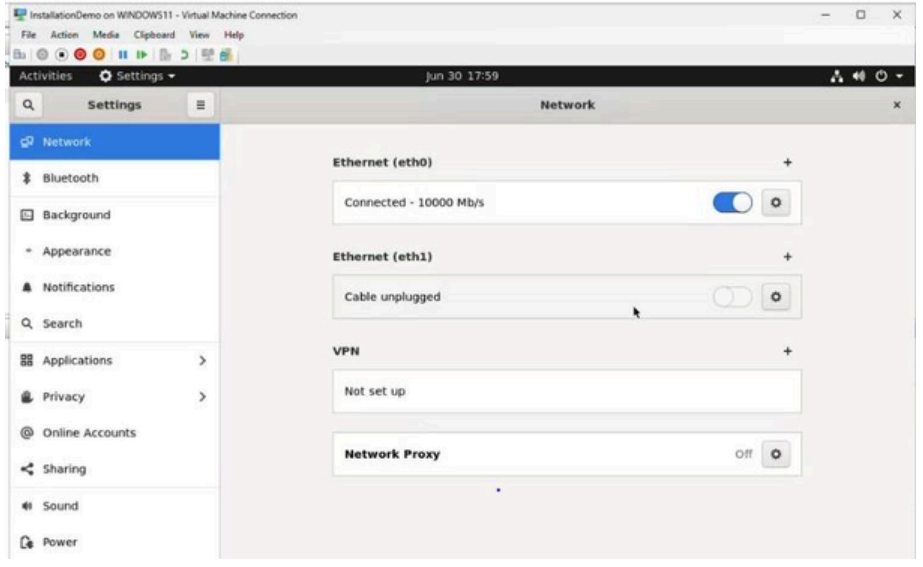 InstallationDemo on WINDOWS11 - Virtual Machine Connection
File Action Media Clipboard View Help
Activities Settings Jun 30 17:59
Settings Network
Network
Bluetooth
Background
Appearance
Notifications
Search
Applications
Privacy
Online Accounts
Sharing
Sound
Power
Ethernet (eth0)
Connected - 10000 Mb/s
Ethernet (eth1)
Cable unplugged
VPN
Not set up
Network Proxy Off